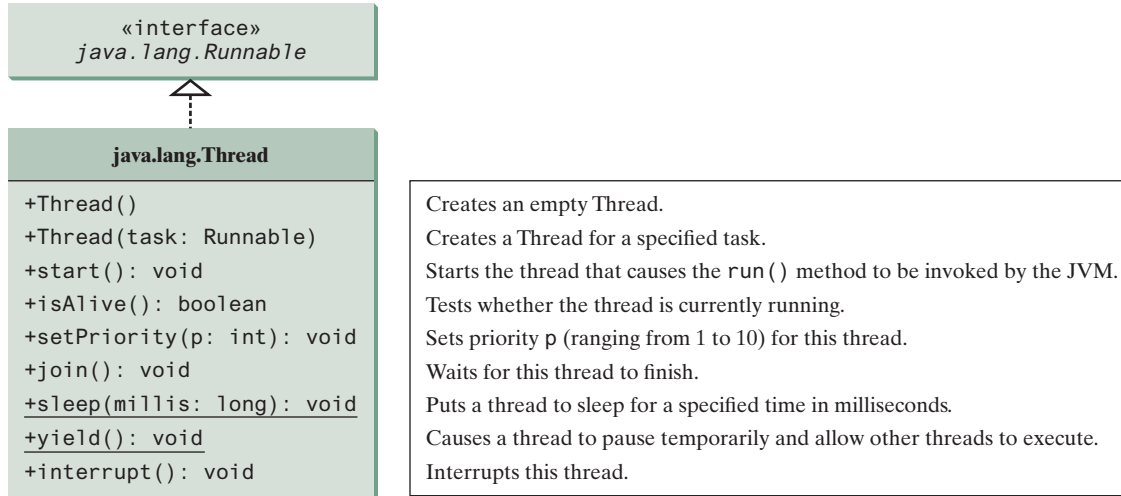 «interface»
java.lang.Runnable
java.lang.Thread
+Thread()
Creates an empty Thread.
+Thread(task: Runnable)
Creates a Thread for a specified task.
+start(): void
Starts the thread that causes the run() method to be invoked by the JVM.
+isAlive(): boolean
Tests whether the thread is currently running.
+setPriority(p: int): void
Sets priority p (ranging from 1 to 10) for this thread.
+join(): void
Waits for this thread to finish.
+sleep(millis: long): void
Puts a thread to sleep for a specified time in milliseconds.
+yield(): void
Causes a thread to pause temporarily and allow other threads to execute.
+interrupt(): void
Interrupts this thread.